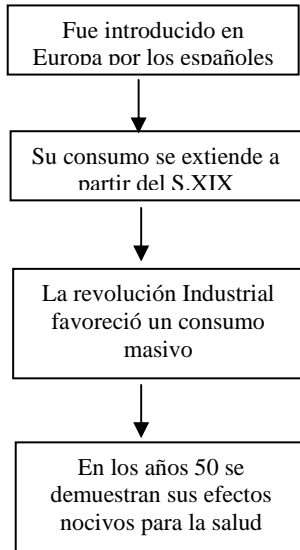 Fue introducido en
Europa por los españoles
Su consumo se extiende a
partir del S.XIX
La revolución Industrial
favoreció un consumo
masivo
En los años 50 se
demuestran sus efectos
nocivos para la salud